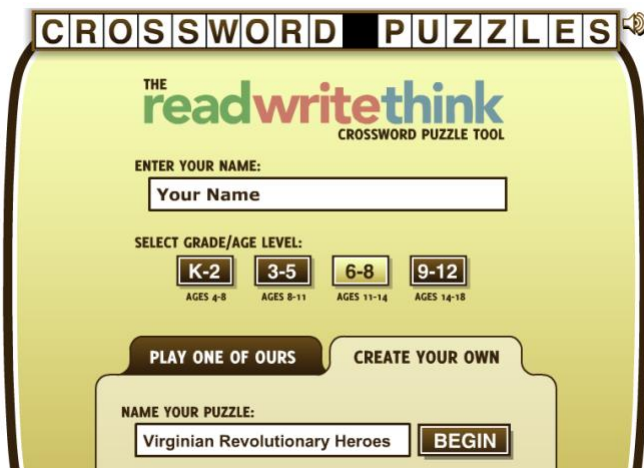 CROSSWORD PUZZLES
THE
readwritethink
CROSSWORD PUZZLE TOOL
ENTER YOUR NAME:
Your Name
SELECT GRADE/AGE LEVEL:
K-2 3-5 6-8 9-12
AGES 4-8 AGES 8-11 AGES 11-14 AGES 14-18
PLAY ONE OF OURS CREATE YOUR OWN
NAME YOUR PUZZLE:
Virginian Revolutionary Heroes BEGIN